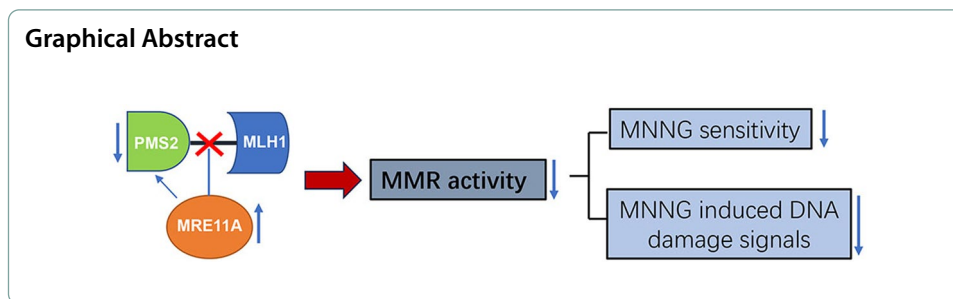 Graphical Abstract
PMS2
MLH1
MRE11A
MMR activity
MNNG sensitivity
MNNG induced DNA
damage signals